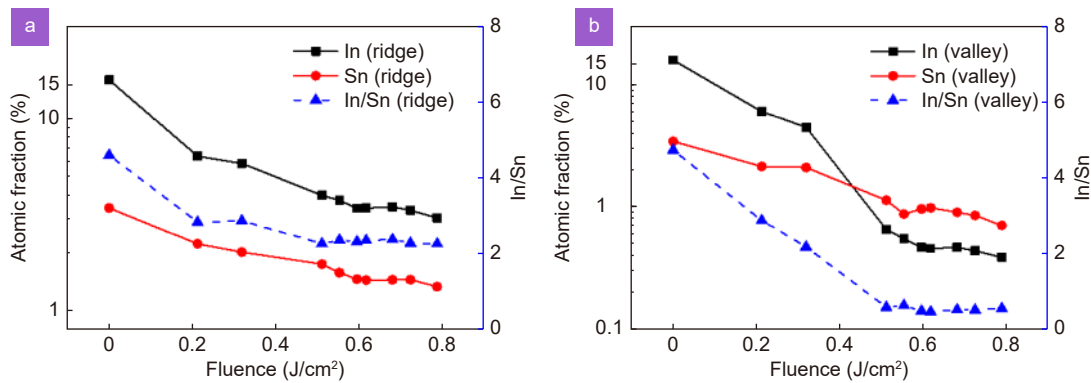 a
In (ridge)
Sn (ridge)
In/Sn (ridge)
15
10
1
Atomic fraction (%)
0
0.2
0.4
0.6
0.8
Fluence (J/cm²)
8
6
4
2
0
In/Sn
b
In (valley)
Sn (valley)
In/Sn (valley)
15
10
1
0.1
Atomic fraction (%)
0
0.2
0.4
0.6
0.8
Fluence (J/cm²)
8
6
4
2
0
In/Sn